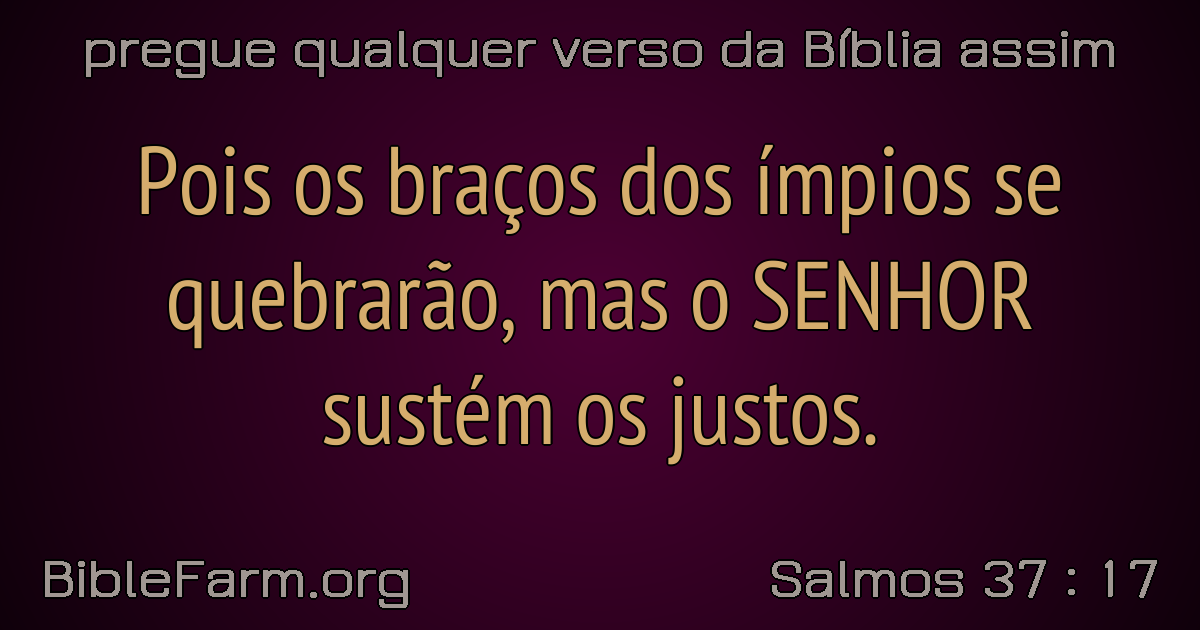 pregue qualquer verso da Bíblia assim
Pois os braços dos ímpios se
quebrarão, mas o SENHOR
sustém os justos.
BibleFarm.org
Salmos 37 : 17